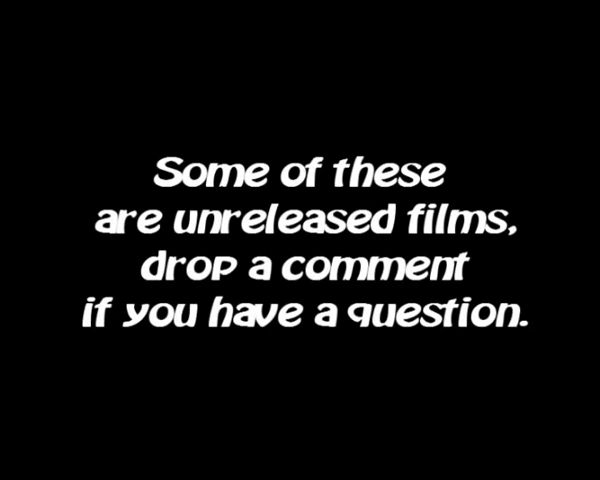 Some of these
are unreleased films,
drop a comment
if you have a question.